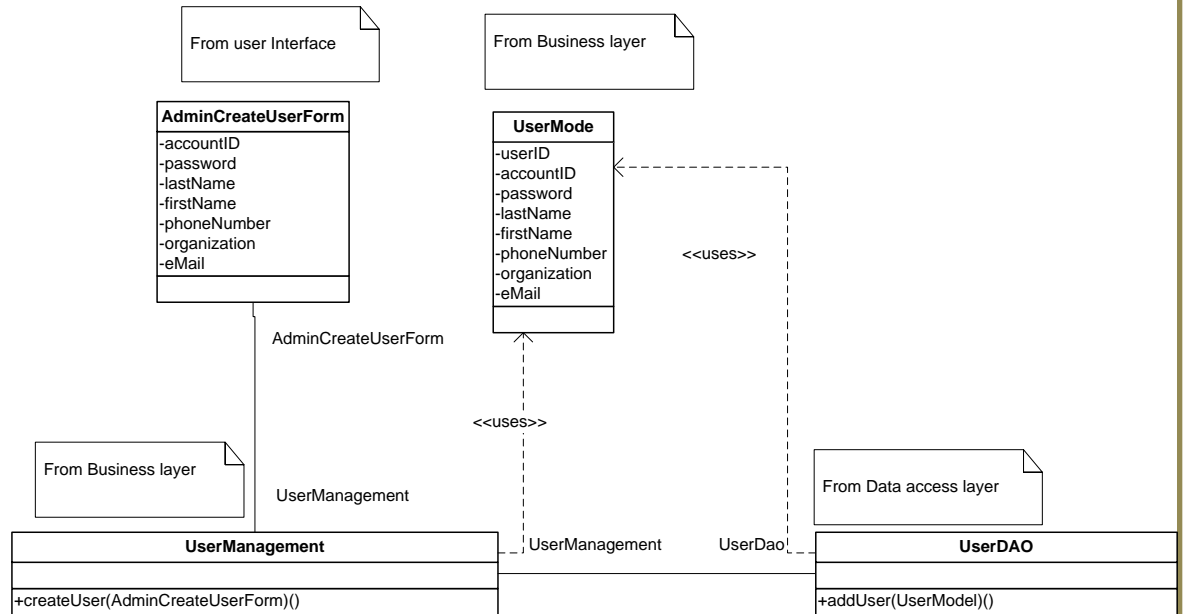 From user Interface
From Business layer
AdminCreateUserForm
-accountID
-password
-lastName
-firstName
-phoneNumber
-organization
-eMail
UserMode
-userID
-accountID
-password
-lastName
-firstName
-phoneNumber
-organization
-eMail
<<uses>>
AdminCreateUserForm
<<uses>>
From Business layer
From Data access layer
UserManagement
UserManagement
UserDao
UserManagement
+createUser(AdminCreateUserForm)()
UserDAO
+addUser(UserModel)()